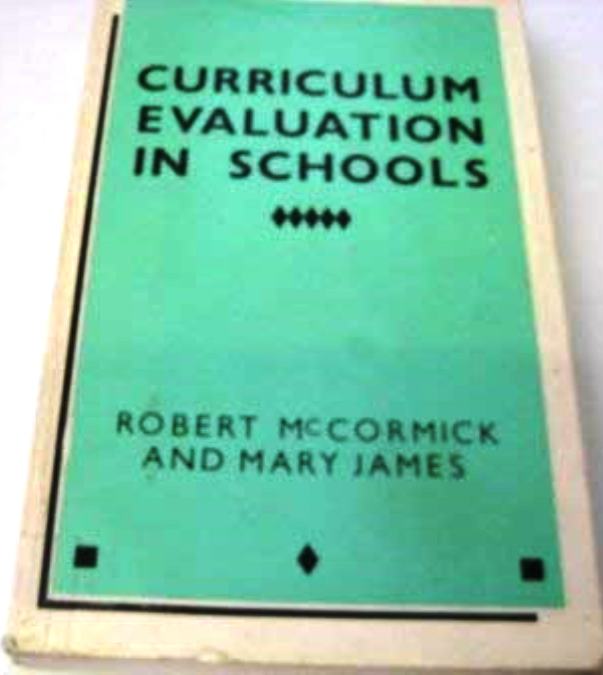 CURRICULUM
EVALUATION
IN SCHOOLS
ROBERT McCORMICK
AND MARY JAMES